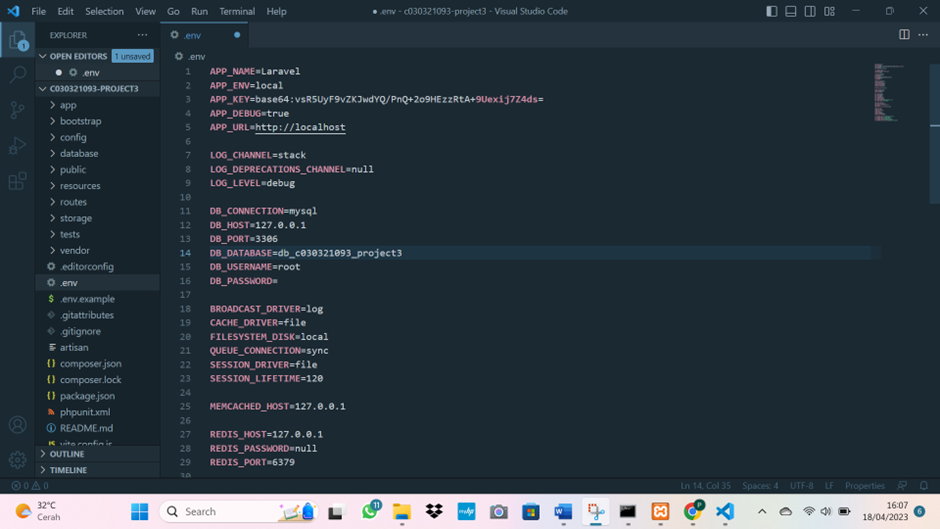 File Edit Selection View Go Run Terminal Help
● .env - c030321093-project3 - Visual Studio Code
EXPLORER
OPEN EDITORS 1 unsaved
.env
C030321093-PROJECT3
app
bootstrap
config
database
public
resources
routes
storage
tests
vendor
.editorconfig
.env
.env.example
.gitattributes
.gitignore
artisan
composer.json
composer.lock
package.json
phpunit.xml
README.md
vite.config.js
OUTLINE
TIMELINE
.env
.env
1 APP_NAME=Laravel
2 APP_ENV=local
3 APP_KEY=base64:vsR5UyF9vZKJwdYQ/PnQ+2o9HEzzRtA+9Uexij7Z4ds=
4 APP_DEBUG=true
5 APP_URL=http://localhost
6
7 LOG_CHANNEL=stack
8 LOG_DEPRECATIONS_CHANNEL=null
9 LOG_LEVEL=debug
10
11 DB_CONNECTION=mysql
12 DB_HOST=127.0.0.1
13 DB_PORT=3306
14 DB_DATABASE=db_c030321093_project3
15 DB_USERNAME=root
16 DB_PASSWORD=
17
18 BROADCAST_DRIVER=log
19 CACHE_DRIVER=file
20 FILESYSTEM_DISK=local
21 QUEUE_CONNECTION=sync
22 SESSION_DRIVER=file
23 SESSION_LIFETIME=120
24
25 MEMCACHED_HOST=127.0.0.1
26
27 REDIS_HOST=127.0.0.1
28 REDIS_PASSWORD=null
29 REDIS_PORT=6379
30
0 0
Ln 14, Col 35 Spaces: 4 UTF-8 LF Properties
32°C
Cerah
Search
11
16:07
18/04/2023
6